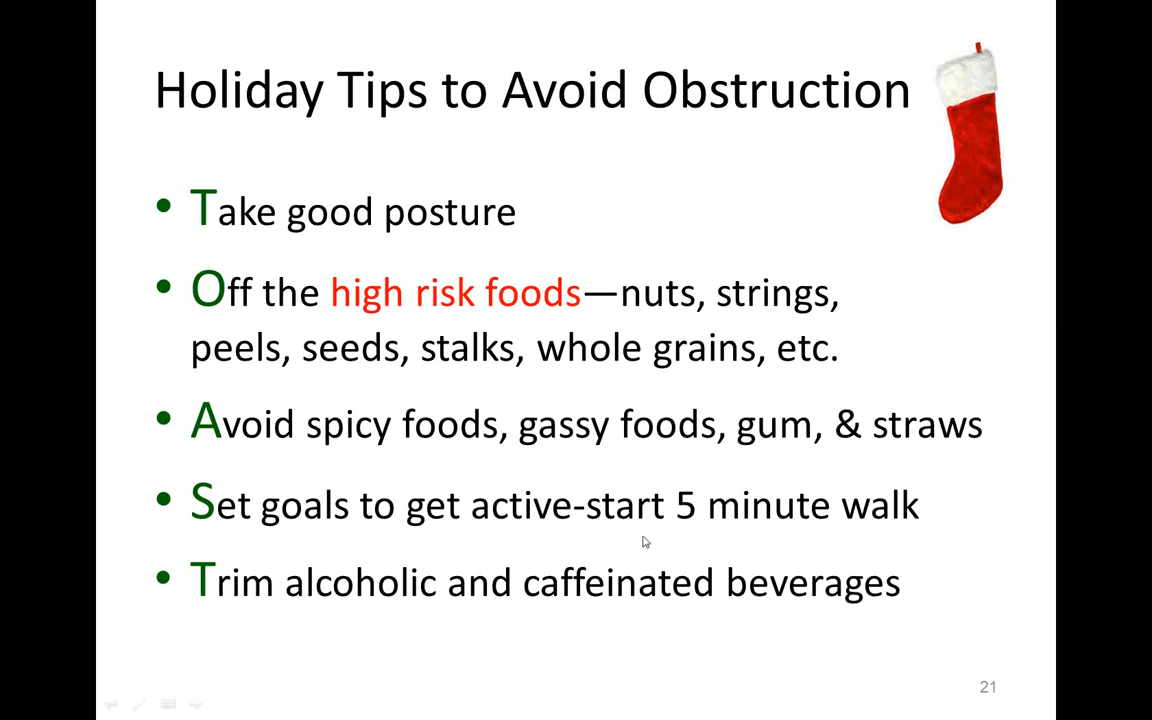 Holiday Tips to Avoid Obstruction
• Take good posture
• Off the high risk foods—nuts, strings,
peels, seeds, stalks, whole grains, etc.
• Avoid spicy foods, gassy foods, gum, & straws
• Set goals to get active-start 5 minute walk
• Trim alcoholic and caffeinated beverages
21